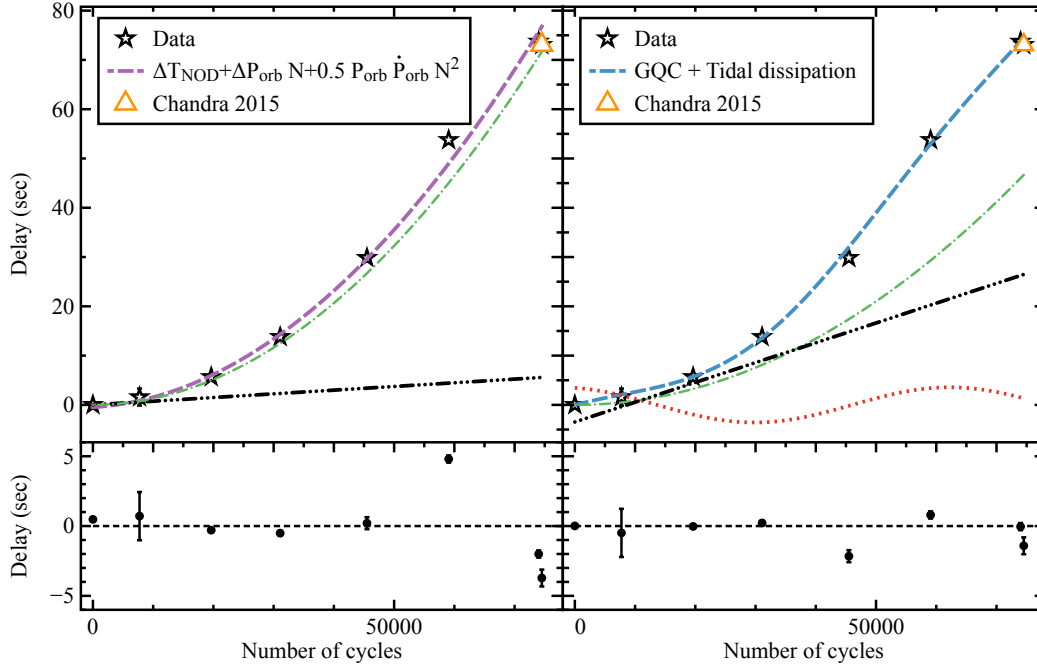 80
60
40
20
0
Delay (sec)
Data
ΔT_NOD+ΔP_orb N+0.5 P_orb Ṗ_orb N²
Chandra 2015
Data
GQC + Tidal dissipation
Chandra 2015
5
0
−5
Delay (sec)
0
50000
Number of cycles
0
50000
Number of cycles